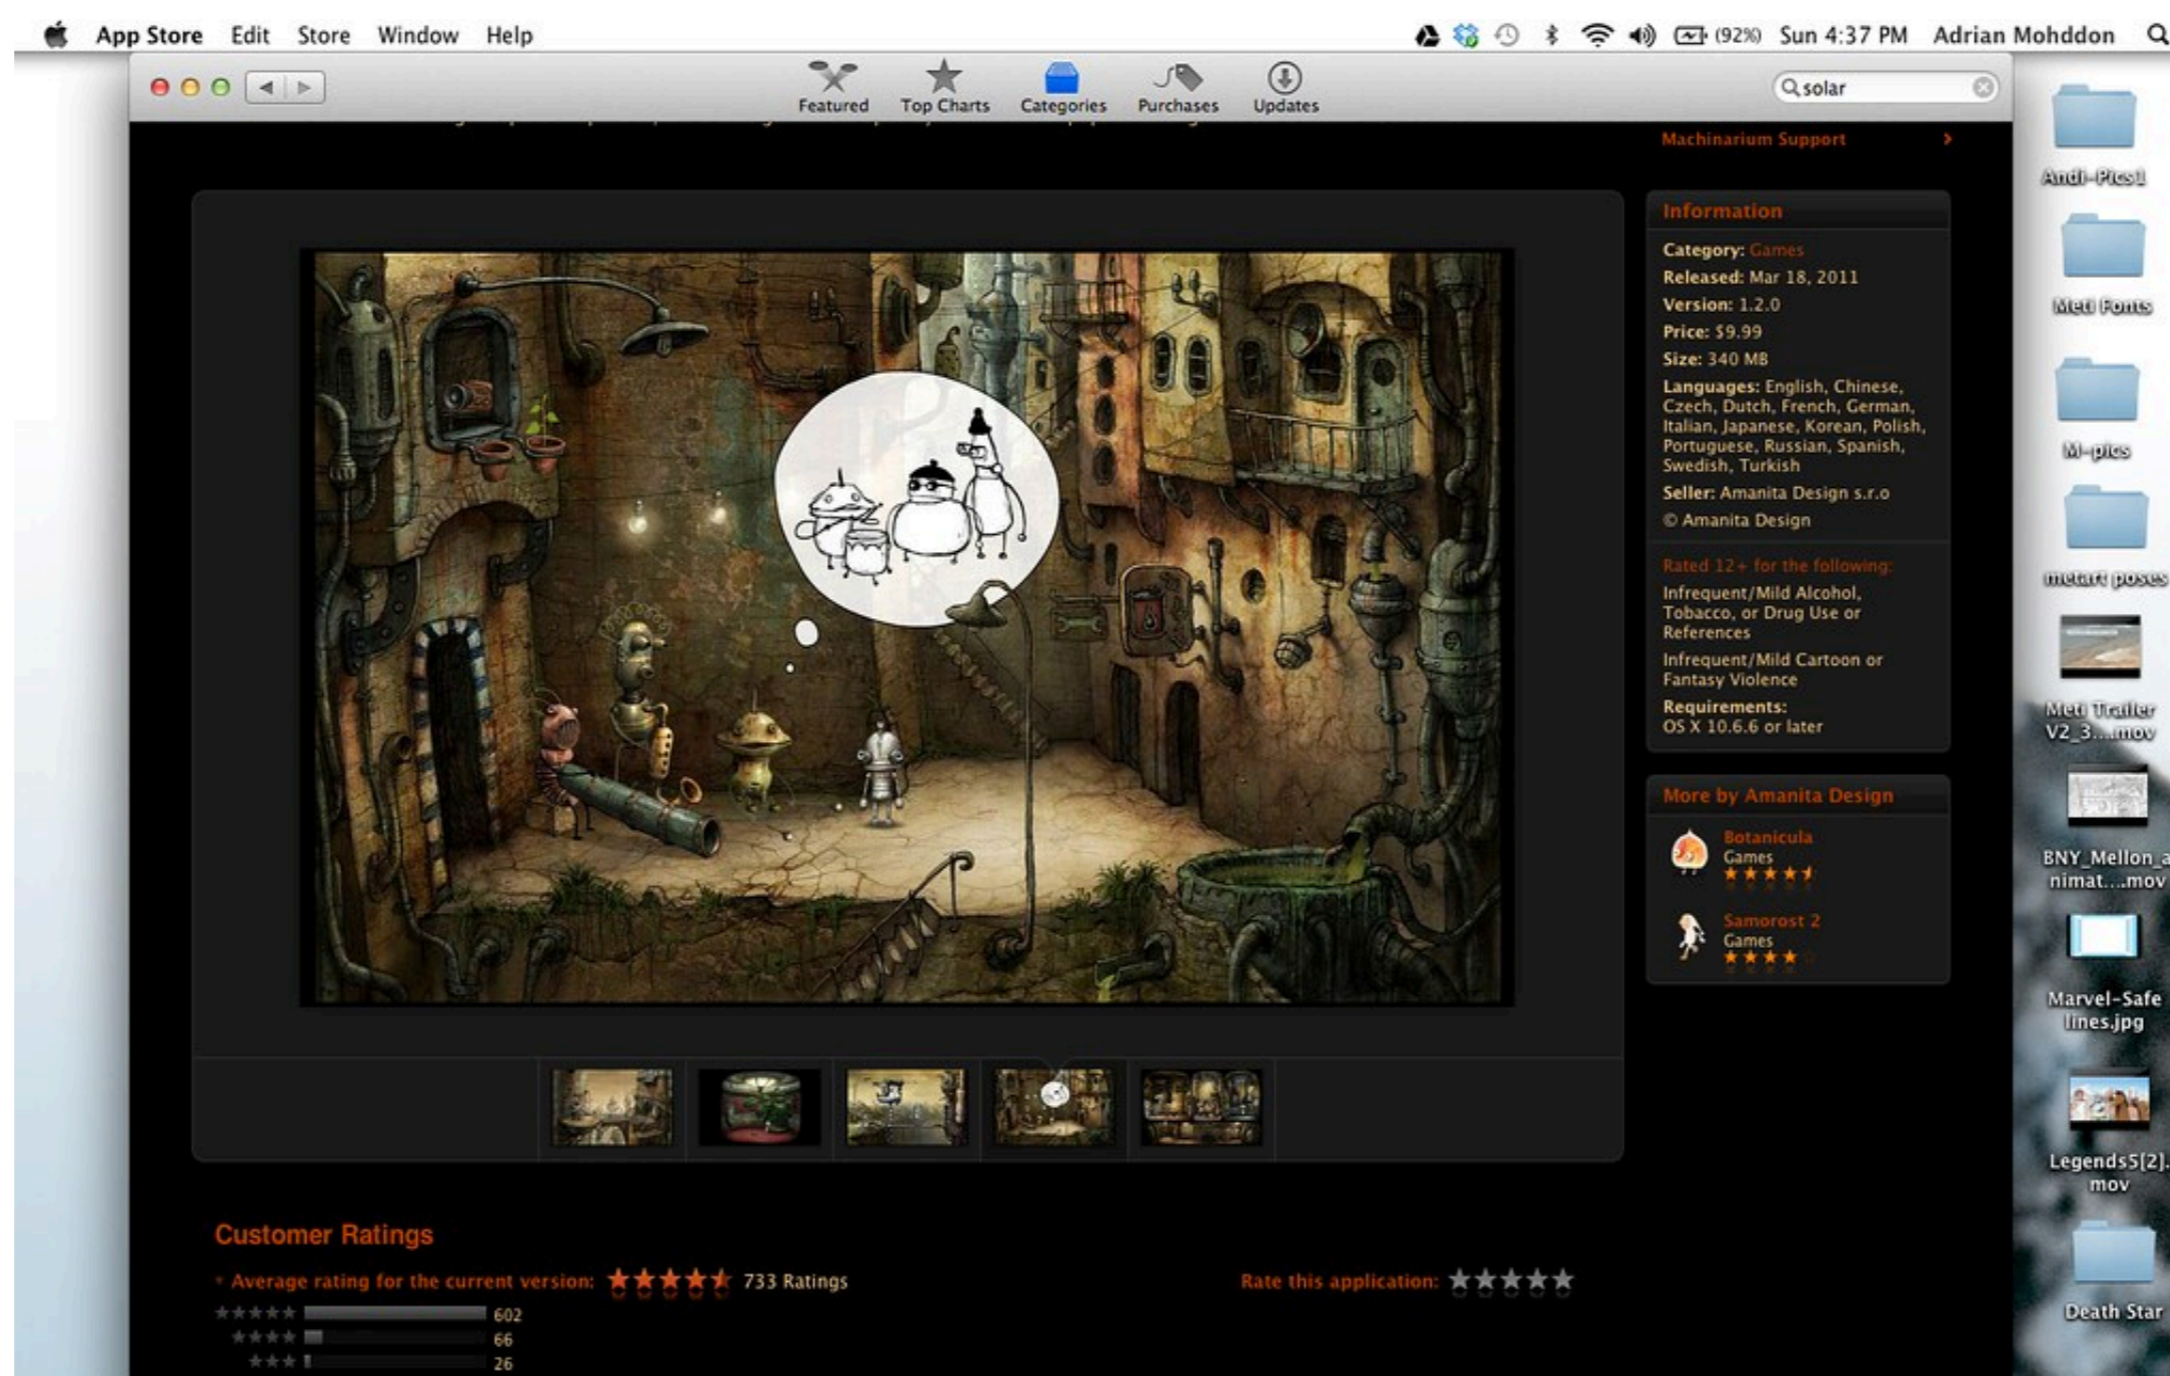 App Store Edit Store Window Help (92%) Sun 4:37 PM Adrian Mohddon
Featured Top Charts Categories Purchases Updates
solar
Machinarium Support
Information
Category: Games
Released: Mar 18, 2011
Version: 1.2.0
Price: $9.99
Size: 340 MB
Languages: English, Chinese,
Czech, Dutch, French, German,
Italian, Japanese, Korean, Polish,
Portuguese, Russian, Spanish,
Swedish, Turkish
Seller: Amanita Design s.r.o
© Amanita Design
Rated 12+ for the following:
Infrequent/Mild Alcohol,
Tobacco, or Drug Use or
References
Infrequent/Mild Cartoon or
Fantasy Violence
Requirements:
OS X 10.6.6 or later
More by Amanita Design
Botanicula
Games
Samorost 2
Games
Customer Ratings
Average rating for the current version: 733 Ratings
Rate this application:
602
66
26
Andi-Pics1
Meti Fonts
M-pics
metart poses
Meti Trailer
V2_3....mov
BNY_Mellon_a
nimat....mov
Marvel-Safe
lines.jpg
Legends5[2].
mov
Death Star